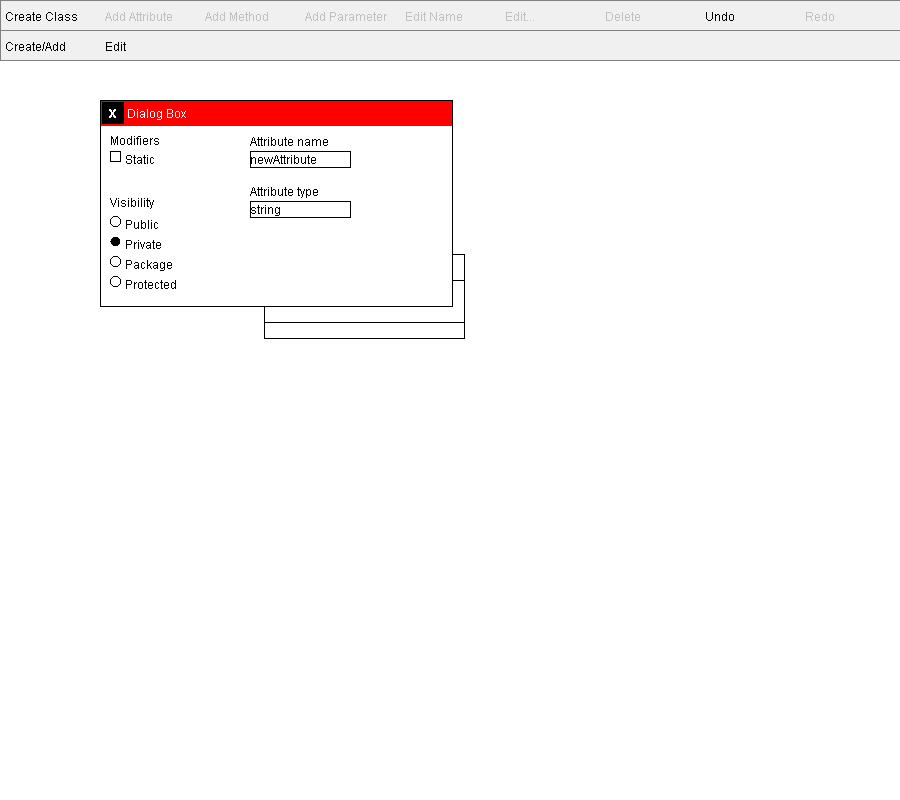 Create Class Add Attribute Add Method Add Parameter Edit Name Edit... Delete Undo Redo
Create/Add Edit
X Dialog Box
Modifiers
Static
Attribute name
newAttribute
Attribute type
string
Visibility
Public
Private
Package
Protected